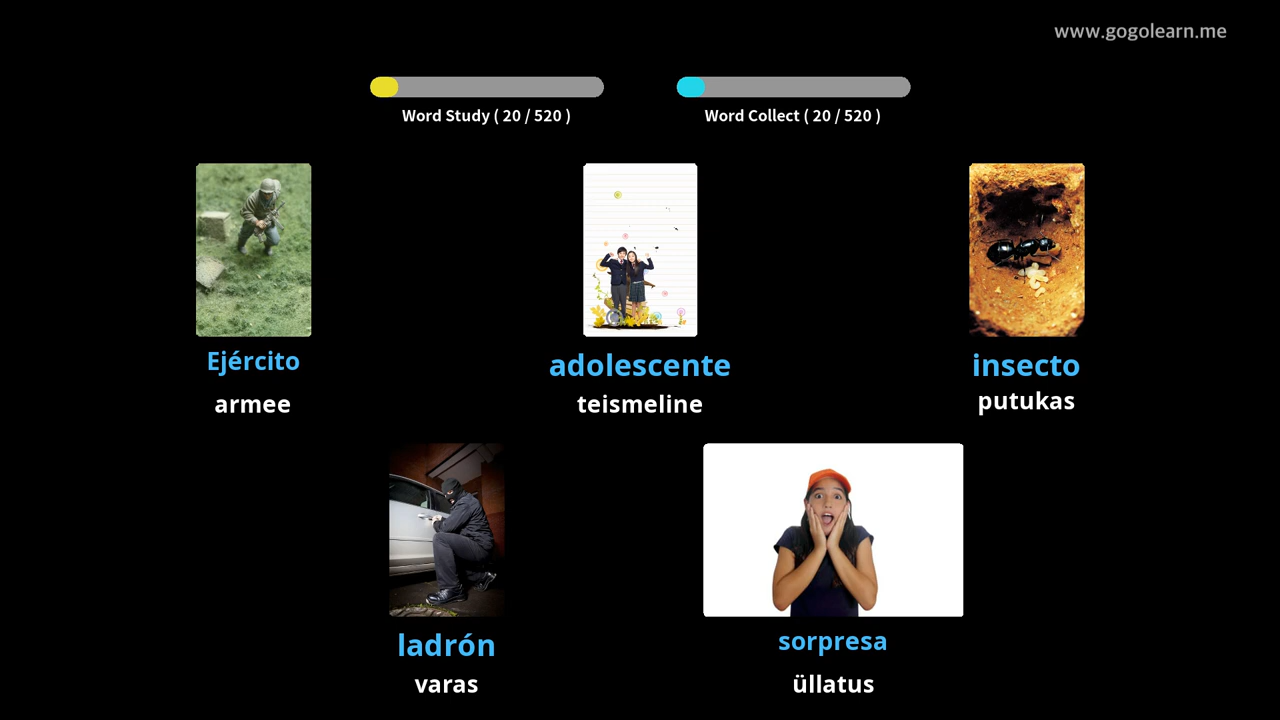 www.gogolearn.me
Word Study ( 20 / 520 )
Word Collect ( 20 / 520 )
Ejército
armee
adolescente
teismeline
insecto
putukas
ladrón
varas
sorpresa
üllatus